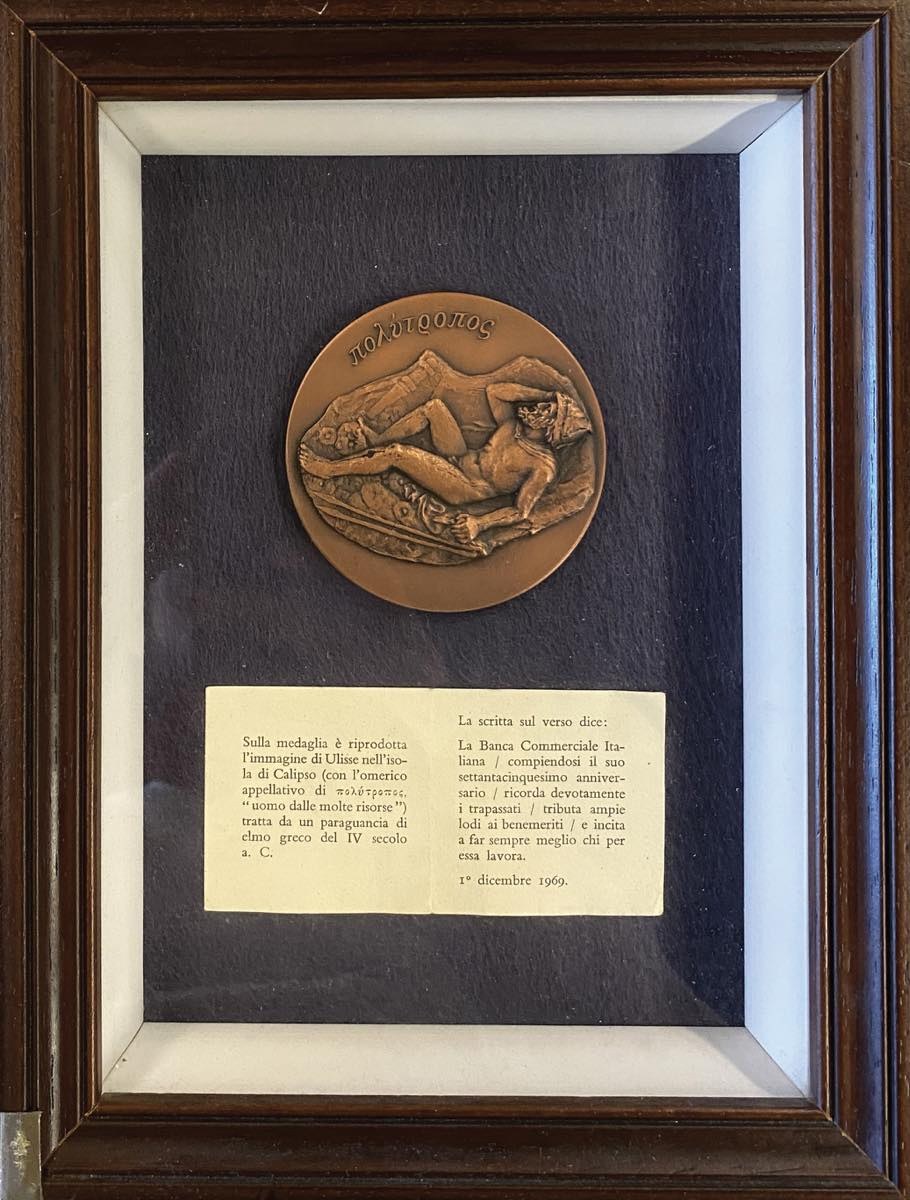 πολύτροπος
Sulla medaglia è riprodotta
l'immagine di Ulisse nell'iso-
la di Calipso (con l'omerico
appellativo di πολύτροπος,
“uomo dalle molte risorse”)
tratta da un paraguancia di
elmo greco del IV secolo
a. C.
La scritta sul verso dice:
La Banca Commerciale Ita-
liana / compiendosi il suo
settantacinquesimo anniver-
sario / ricorda devotamente
i trapassati / tributa ampie
lodi ai benemeriti / e incita
a far sempre meglio chi per
essa lavora.
1° dicembre 1969.